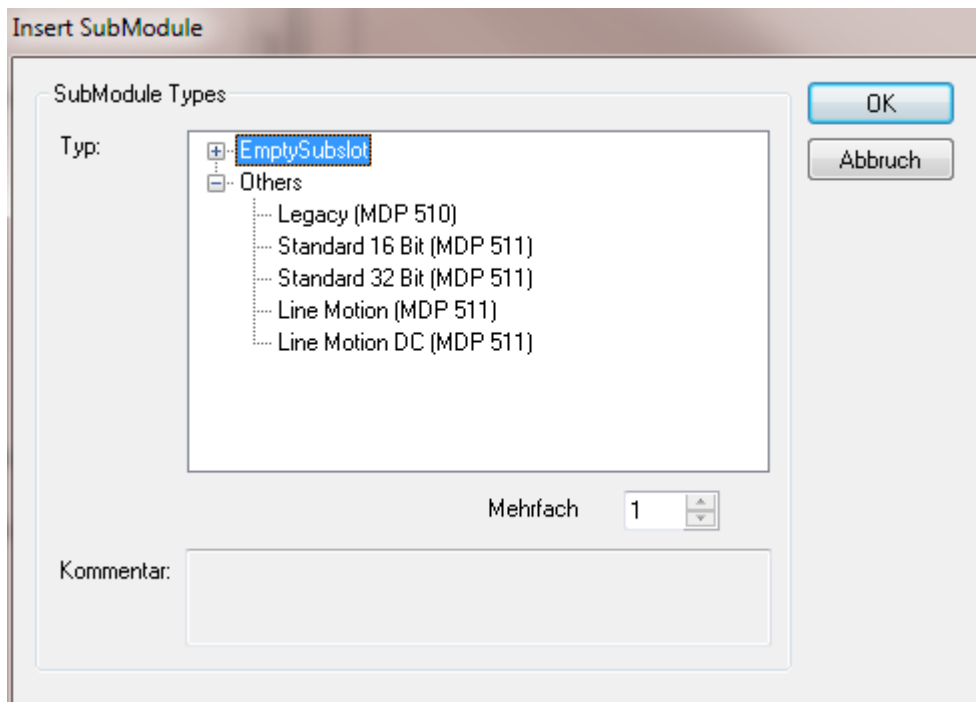 Insert SubModule
SubModule Types
Typ:
EmptySubslot
Others
Legacy (MDP 510)
Standard 16 Bit (MDP 511)
Standard 32 Bit (MDP 511)
Line Motion (MDP 511)
Line Motion DC (MDP 511)
Mehrfach 1
Kommentar:
OK
Abbruch